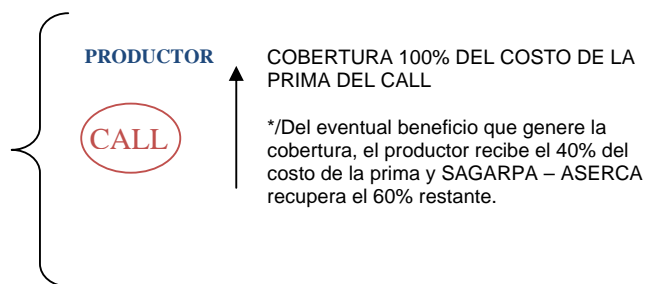 PRODUCTOR
CALL
COBERTURA 100% DEL COSTO DE LA
PRIMA DEL CALL
*/Del eventual beneficio que genere la
cobertura, el productor recibe el 40% del
costo de la prima y SAGARPA – ASERCA
recupera el 60% restante.